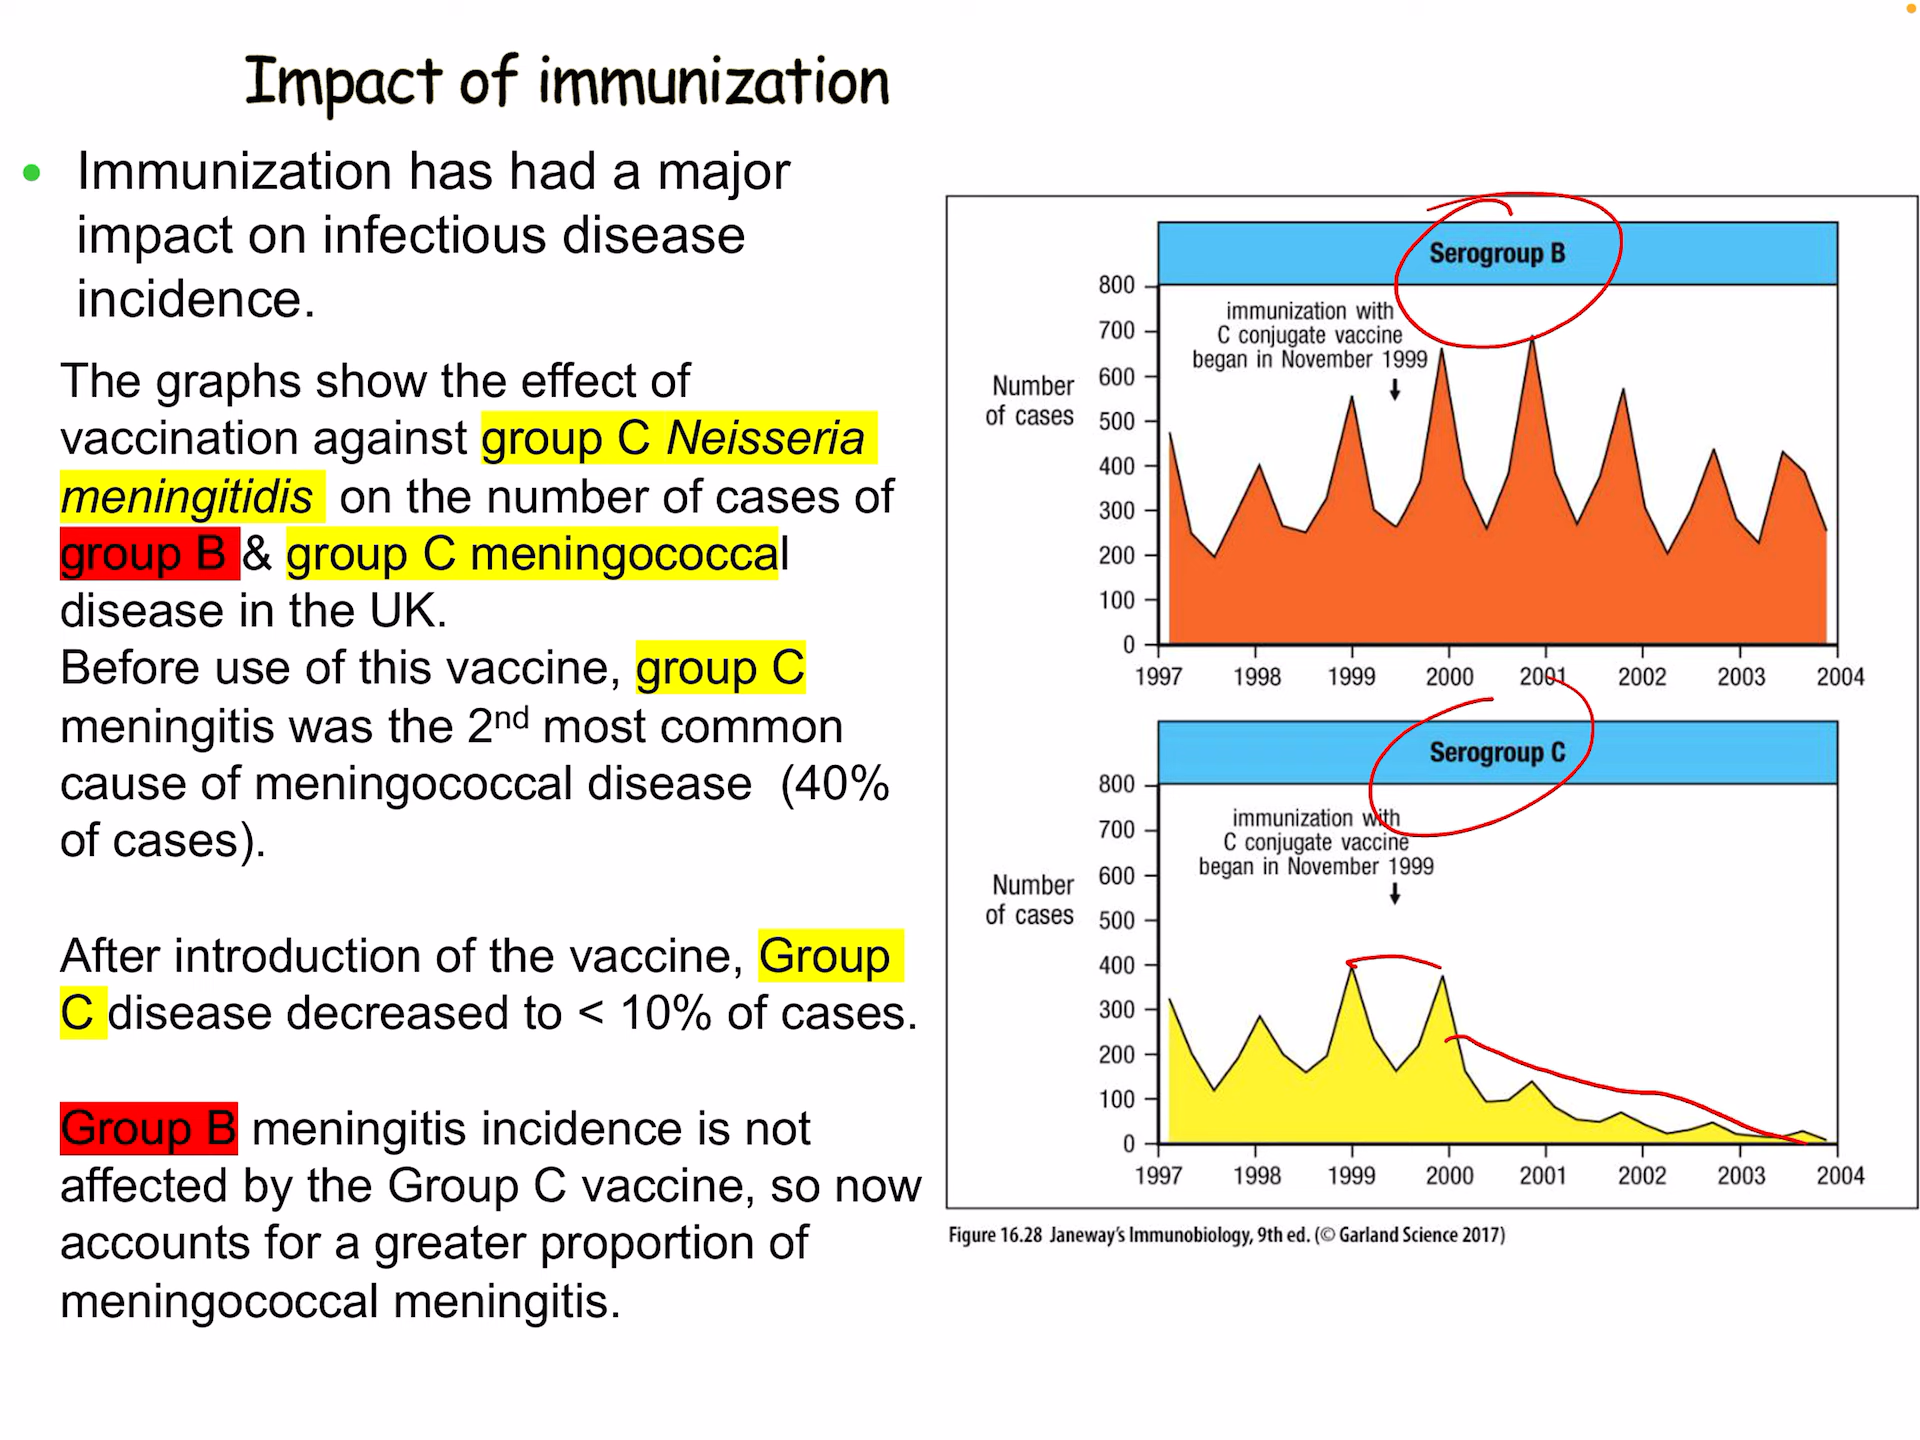 Impact of immunization
• Immunization has had a major
impact on infectious disease
incidence.
The graphs show the effect of
vaccination against group C Neisseria
meningitidis on the number of cases of
group B & group C meningococcal
disease in the UK.
Before use of this vaccine, group C
meningitis was the 2nd most common
cause of meningococcal disease (40%
of cases).
After introduction of the vaccine, Group
C disease decreased to < 10% of cases.
Group B meningitis incidence is not
affected by the Group C vaccine, so now
accounts for a greater proportion of
meningococcal meningitis.
Serogroup B
immunization with
C conjugate vaccine
began in November 1999
Number
of cases
800
700
600
500
400
300
200
100
0
1997 1998 1999 2000 2001 2002 2003 2004
Serogroup C
immunization with
C conjugate vaccine
began in November 1999
Number
of cases
800
700
600
500
400
300
200
100
0
1997 1998 1999 2000 2001 2002 2003 2004
Figure 16.28 Janeway's Immunobiology, 9th ed. (© Garland Science 2017)